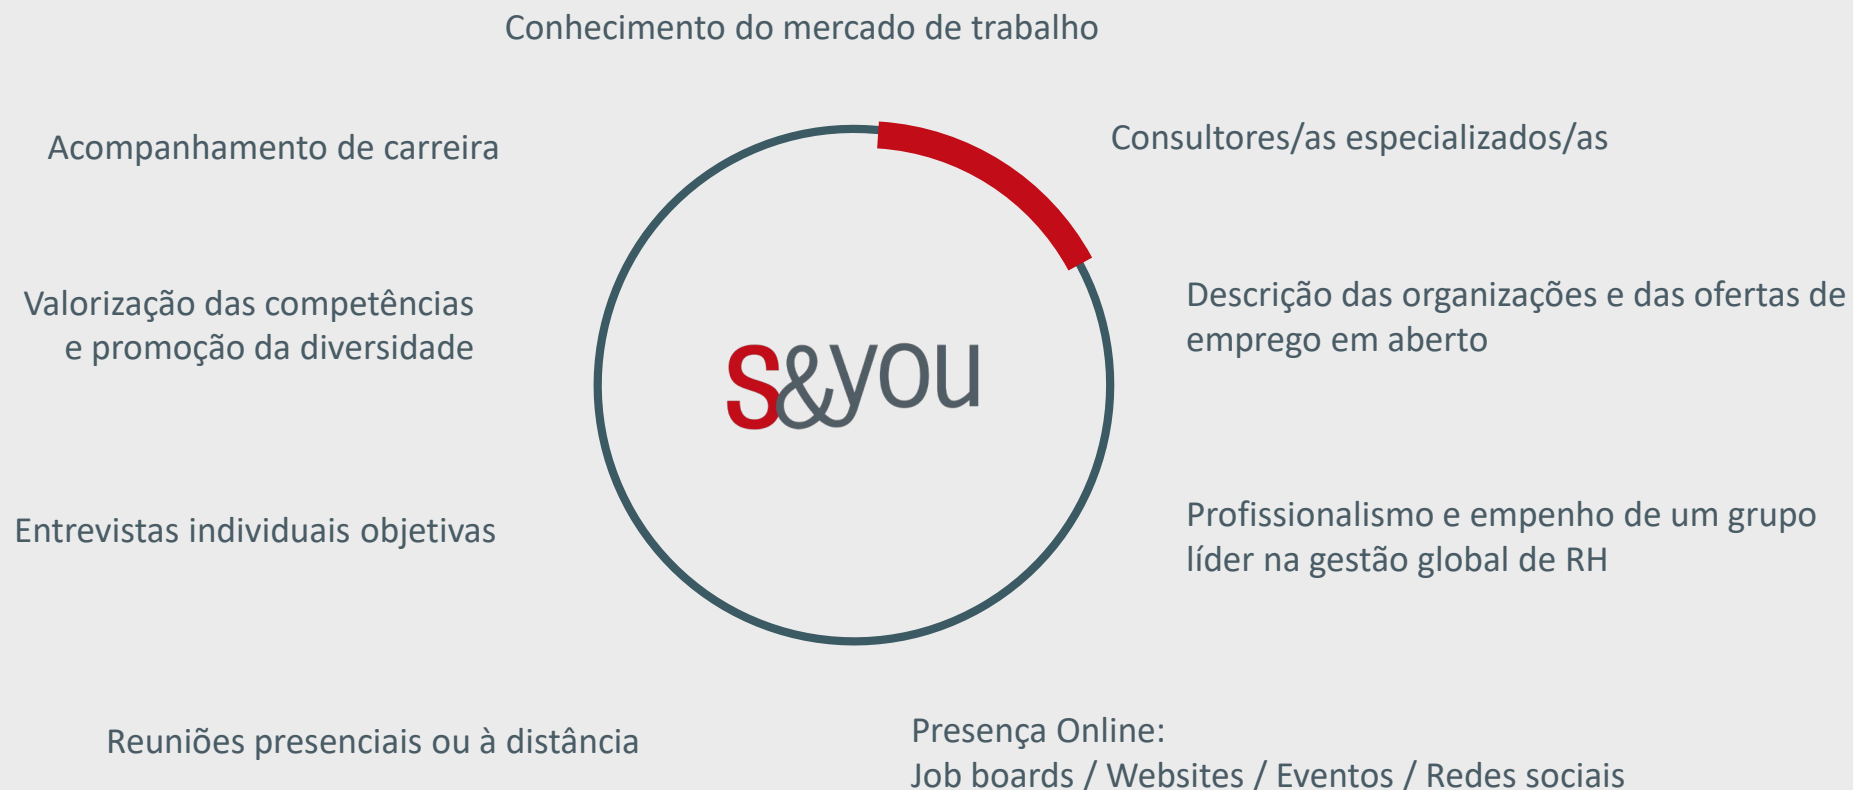 Conhecimento do mercado de trabalho
Acompanhamento de carreira
Consultores/as especializados/as
Valorização das competências
e promoção da diversidade
Descrição das organizações e das ofertas de
emprego em aberto
S&you
Entrevistas individuais objetivas
Profissionalismo e empenho de um grupo
líder na gestão global de RH
Reuniões presenciais ou à distância
Presença Online:
Job boards / Websites / Eventos / Redes sociais